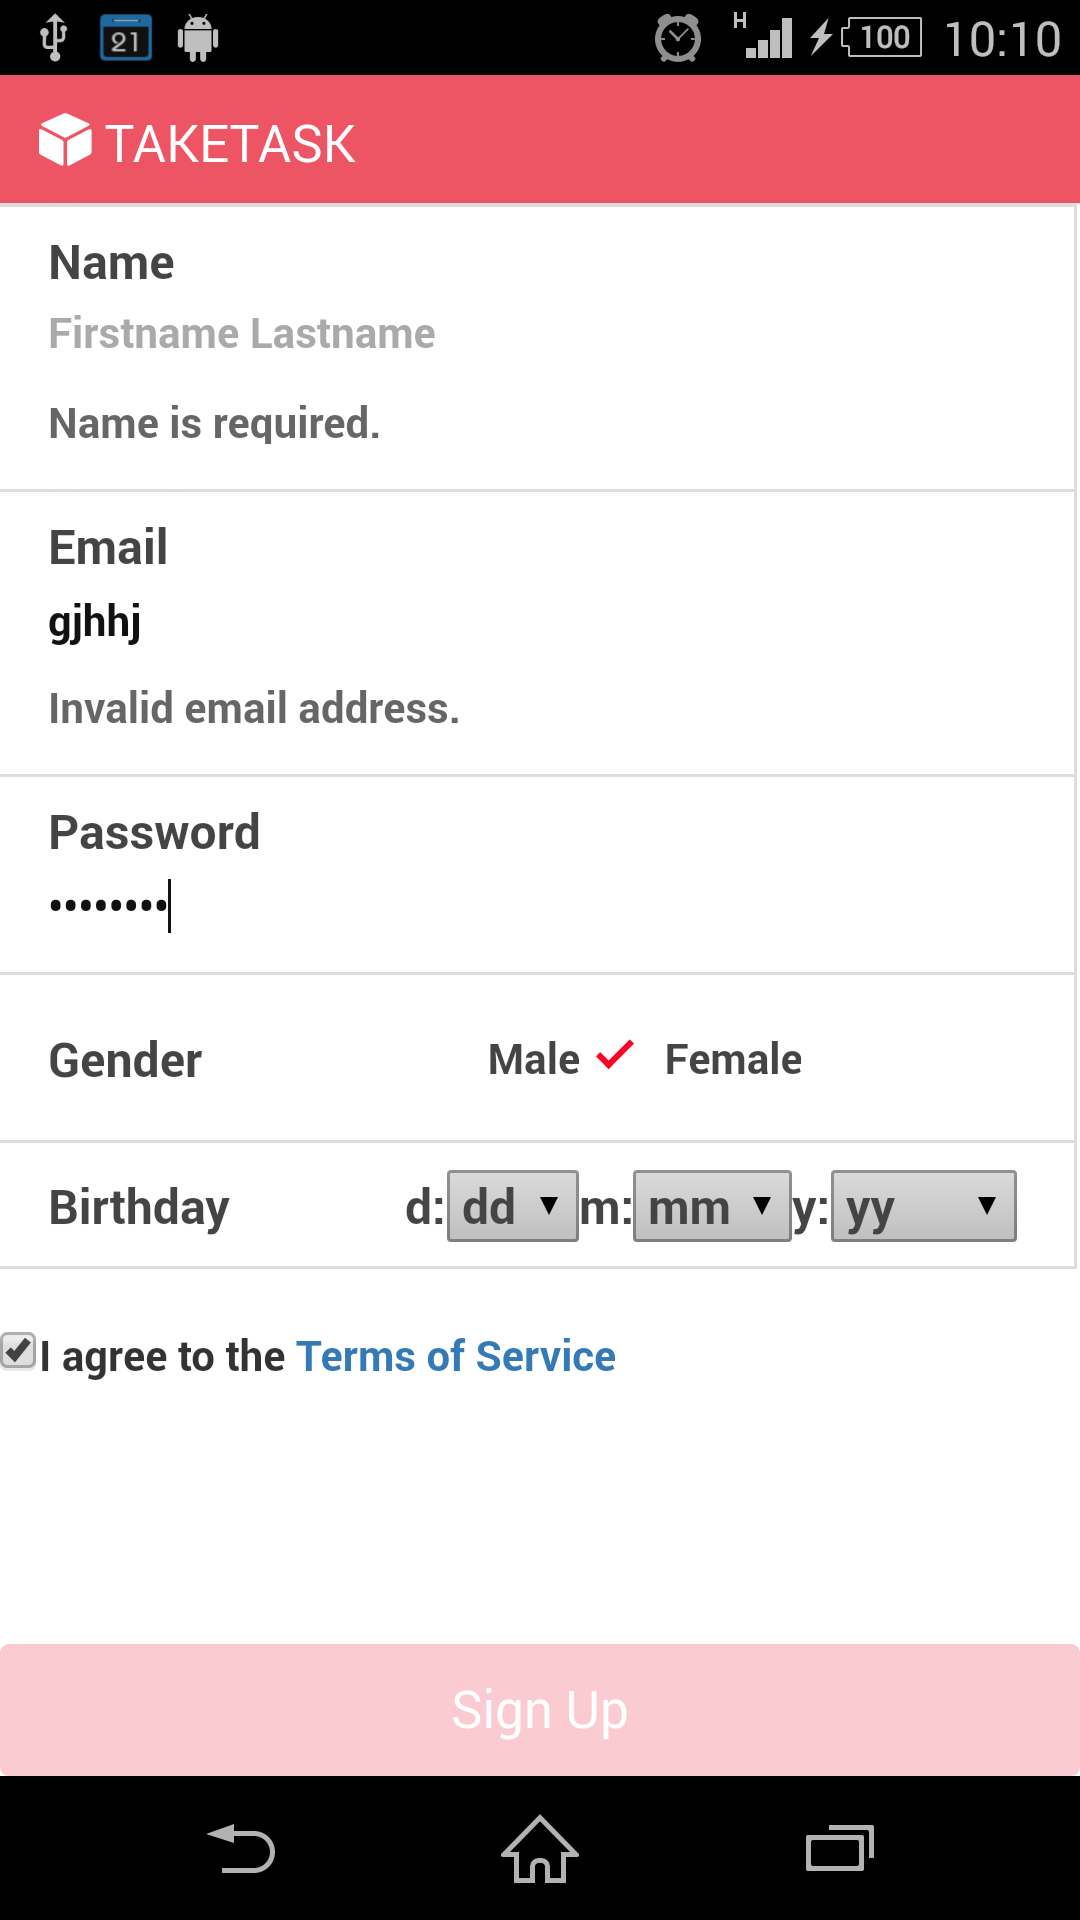 21 H 100 10:10
TAKETASK
Name
Firstname Lastname
Name is required.
Email
gjhhj
Invalid email address.
Password
••••••••
Gender Male Female
Birthday d: dd m: mm y: yy
I agree to the Terms of Service
Sign Up